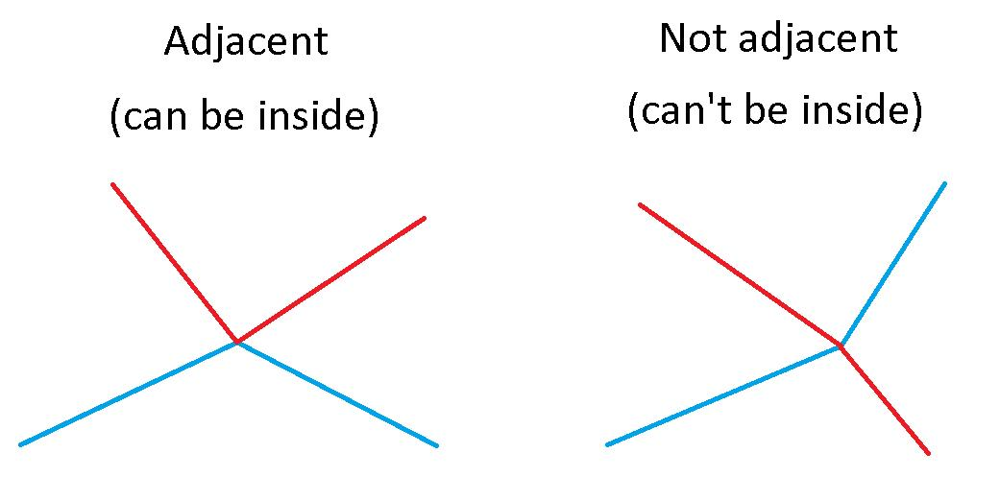 Adjacent
(can be inside)
Not adjacent
(can't be inside)